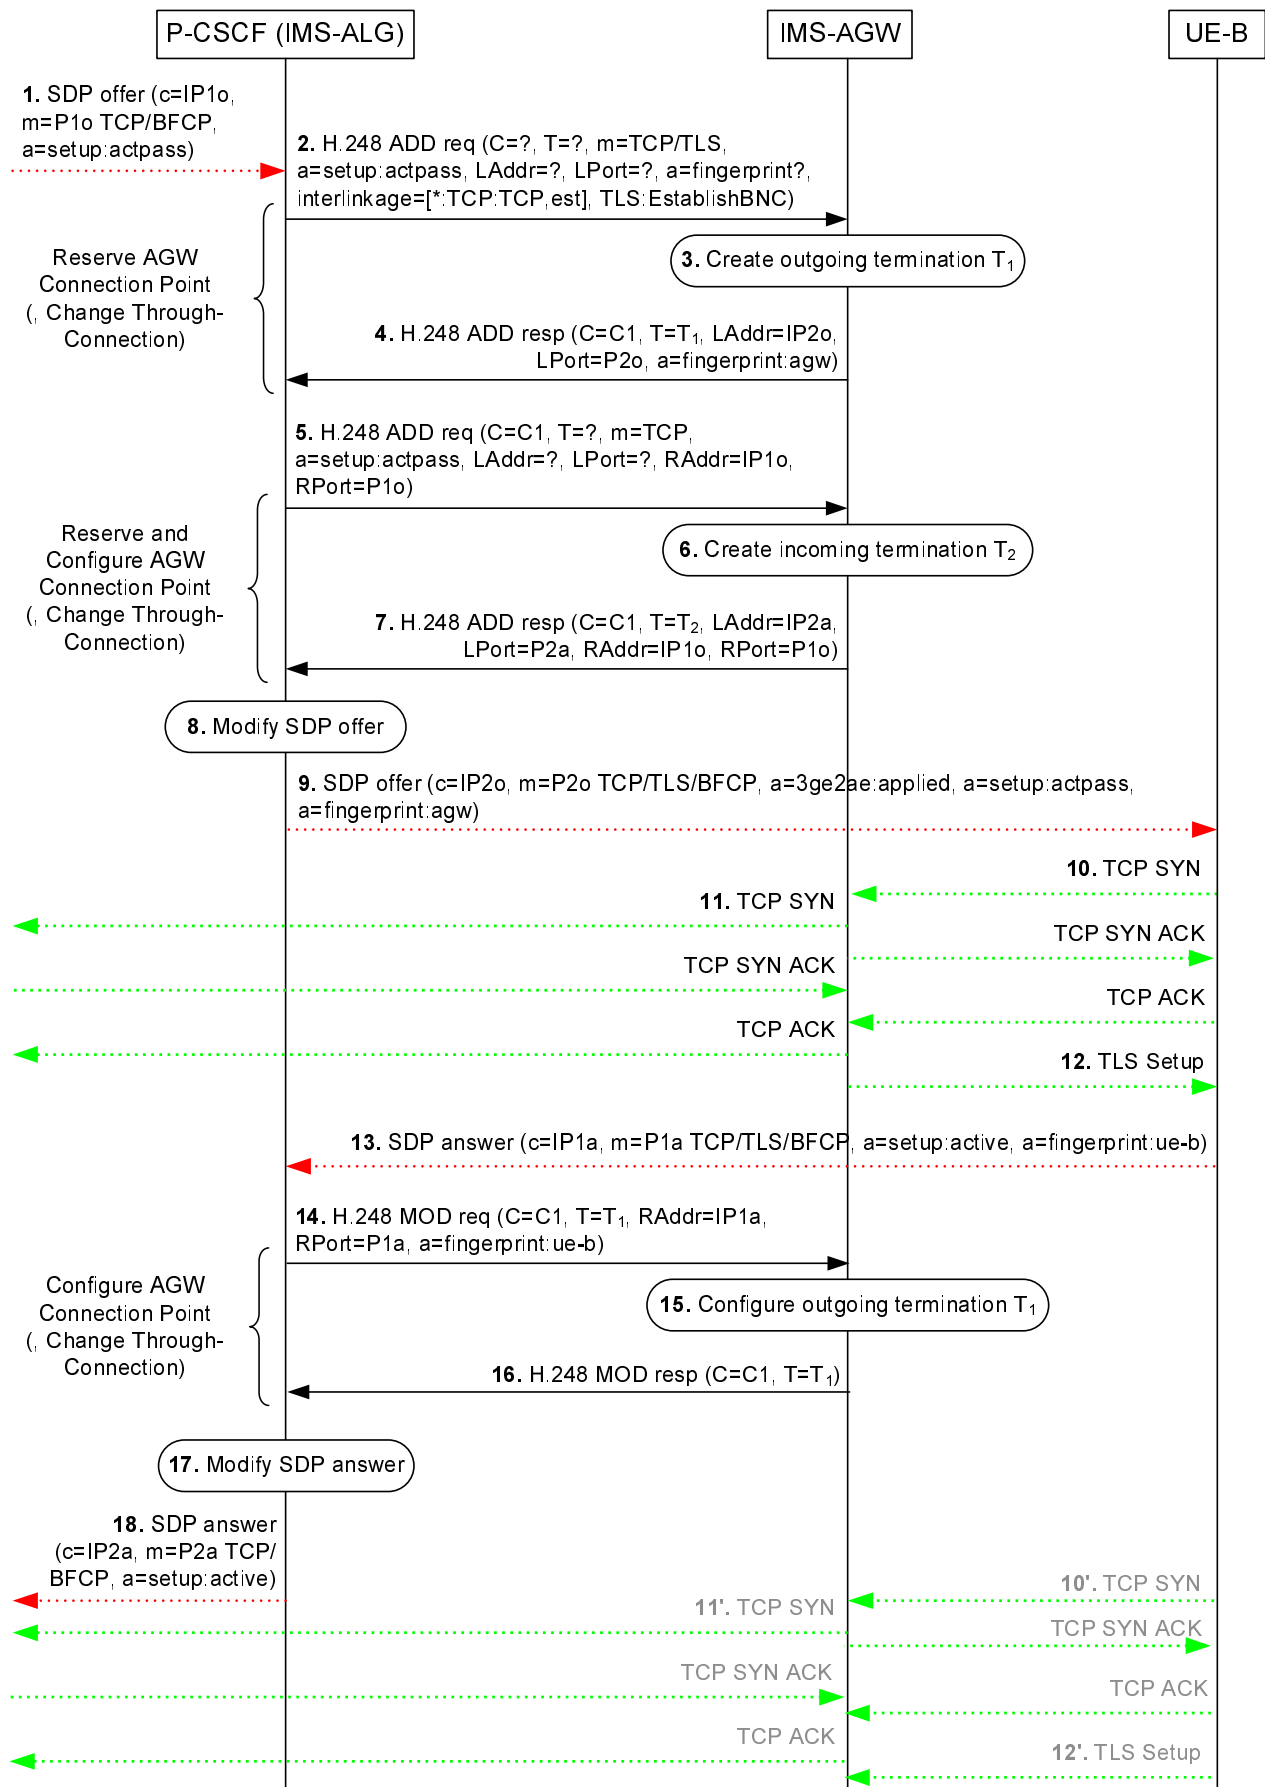 P-CSCF (IMS-ALG)
IMS-AGW
UE-B
1. SDP offer (c=IP1o,
m=P1o TCP/BFCP,
a=setup:actpass)
2. H.248 ADD req (C=?, T=?, m=TCP/TLS,
a=setup:actpass, LAddr=?, LPort=?, a=fingerprint?,
interlinkage=[*:TCP:TCP,est], TLS:EstablishBNC)
Reserve AGW
Connection Point
(, Change Through-
Connection)
3. Create outgoing termination T1
4. H.248 ADD resp (C=C1, T=T1, LAddr=IP2o,
LPort=P2o, a=fingerprint:agw)
5. H.248 ADD req (C=C1, T=?, m=TCP,
a=setup:actpass, LAddr=?, LPort=?, RAddr=IP1o,
RPort=P1o)
Reserve and
Configure AGW
Connection Point
(, Change Through-
Connection)
6. Create incoming termination T2
7. H.248 ADD resp (C=C1, T=T2, LAddr=IP2a,
LPort=P2a, RAddr=IP1o, RPort=P1o)
8. Modify SDP offer
9. SDP offer (c=IP2o, m=P2o TCP/TLS/BFCP, a=3ge2ae:applied, a=setup:actpass,
a=fingerprint:agw)
10. TCP SYN
11. TCP SYN
TCP SYN ACK
TCP SYN ACK
TCP ACK
TCP ACK
12. TLS Setup
13. SDP answer (c=IP1a, m=P1a TCP/TLS/BFCP, a=setup:active, a=fingerprint:ue-b)
14. H.248 MOD req (C=C1, T=T1, RAddr=IP1a,
RPort=P1a, a=fingerprint:ue-b)
Configure AGW
Connection Point
(, Change Through-
Connection)
15. Configure outgoing termination T1
16. H.248 MOD resp (C=C1, T=T1)
17. Modify SDP answer
18. SDP answer
(c=IP2a, m=P2a TCP/
BFCP, a=setup:active)
10'. TCP SYN
11'. TCP SYN
TCP SYN ACK
TCP SYN ACK
TCP ACK
TCP ACK
12'. TLS Setup